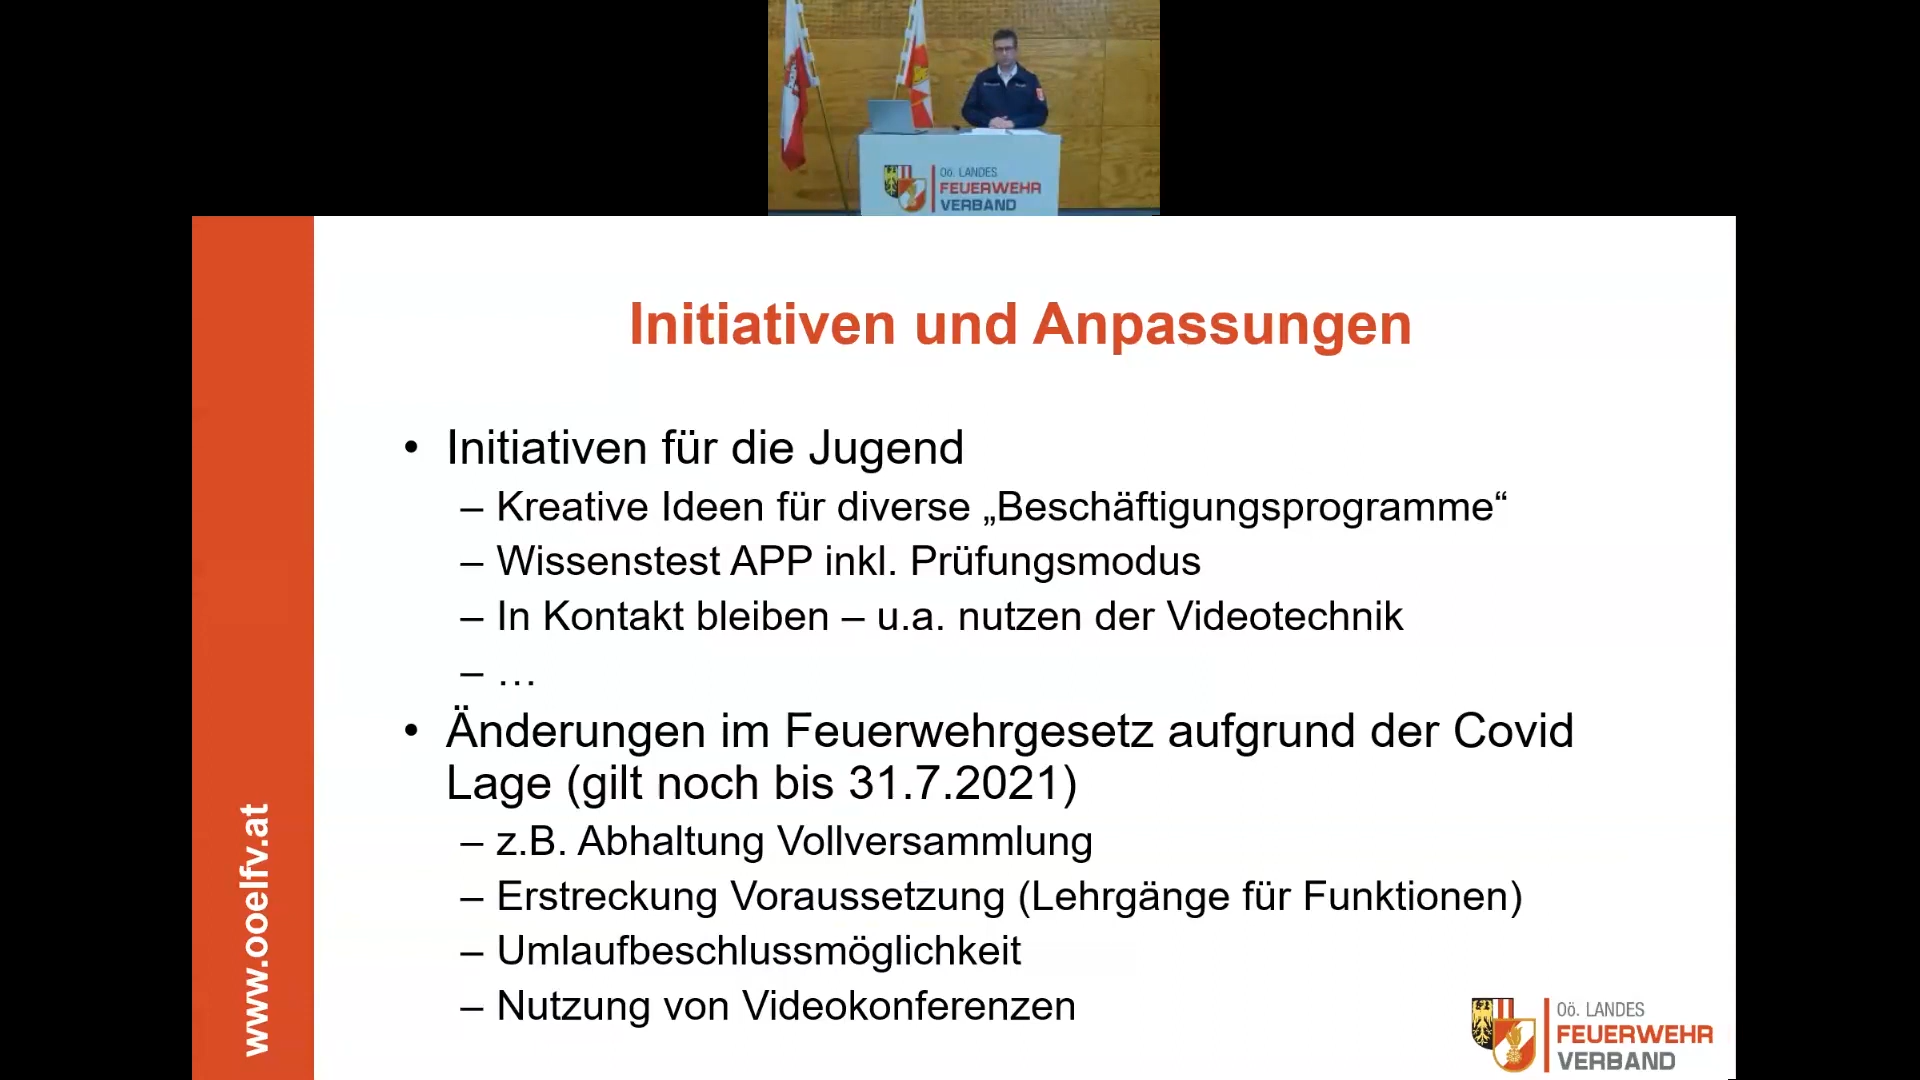 OÖ. LANDES
FEUERWEHR
VERBAND
Initiativen und Anpassungen
• Initiativen für die Jugend
– Kreative Ideen für diverse „Beschäftigungsprogramme“
– Wissenstest APP inkl. Prüfungsmodus
– In Kontakt bleiben – u.a. nutzen der Videotechnik
– …
• Änderungen im Feuerwehrgesetz aufgrund der Covid
Lage (gilt noch bis 31.7.2021)
– z.B. Abhaltung Vollversammlung
– Erstreckung Voraussetzung (Lehrgänge für Funktionen)
– Umlaufbeschlussmöglichkeit
– Nutzung von Videokonferenzen
www.ooelfv.at
Oö. LANDES
FEUERWEHR
VERBAND